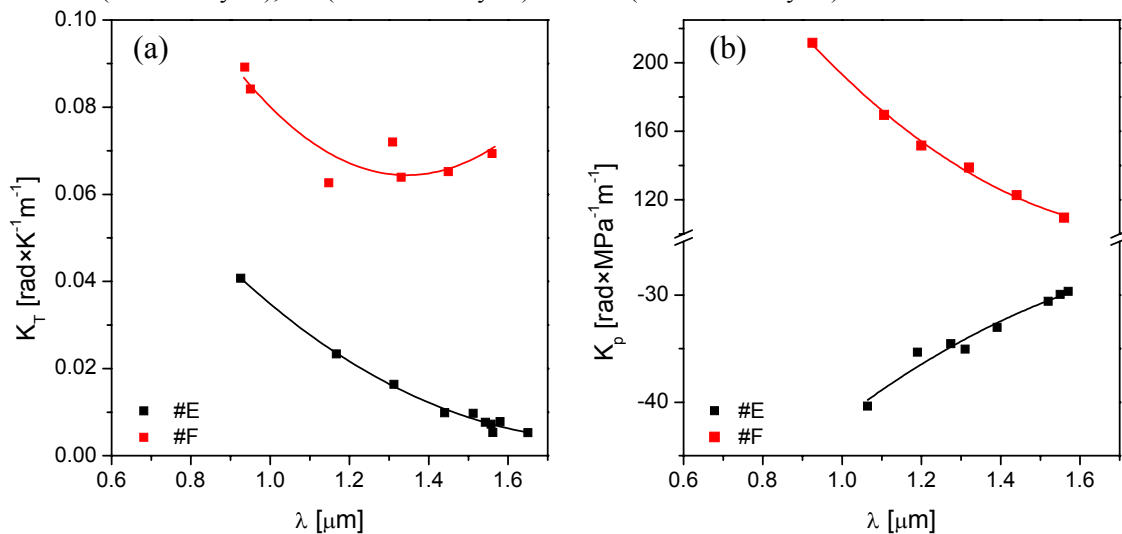 (a)
0.10
0.08
0.06
0.04
0.02
0.00
K_T [rad×K⁻¹m⁻¹]
#E
#F
0.6 0.8 1.0 1.2 1.4 1.6
λ [μm]
(b)
200
160
120
-30
-40
K_p [rad×MPa⁻¹m⁻¹]
#E
#F
0.6 0.8 1.0 1.2 1.4 1.6
λ [μm]